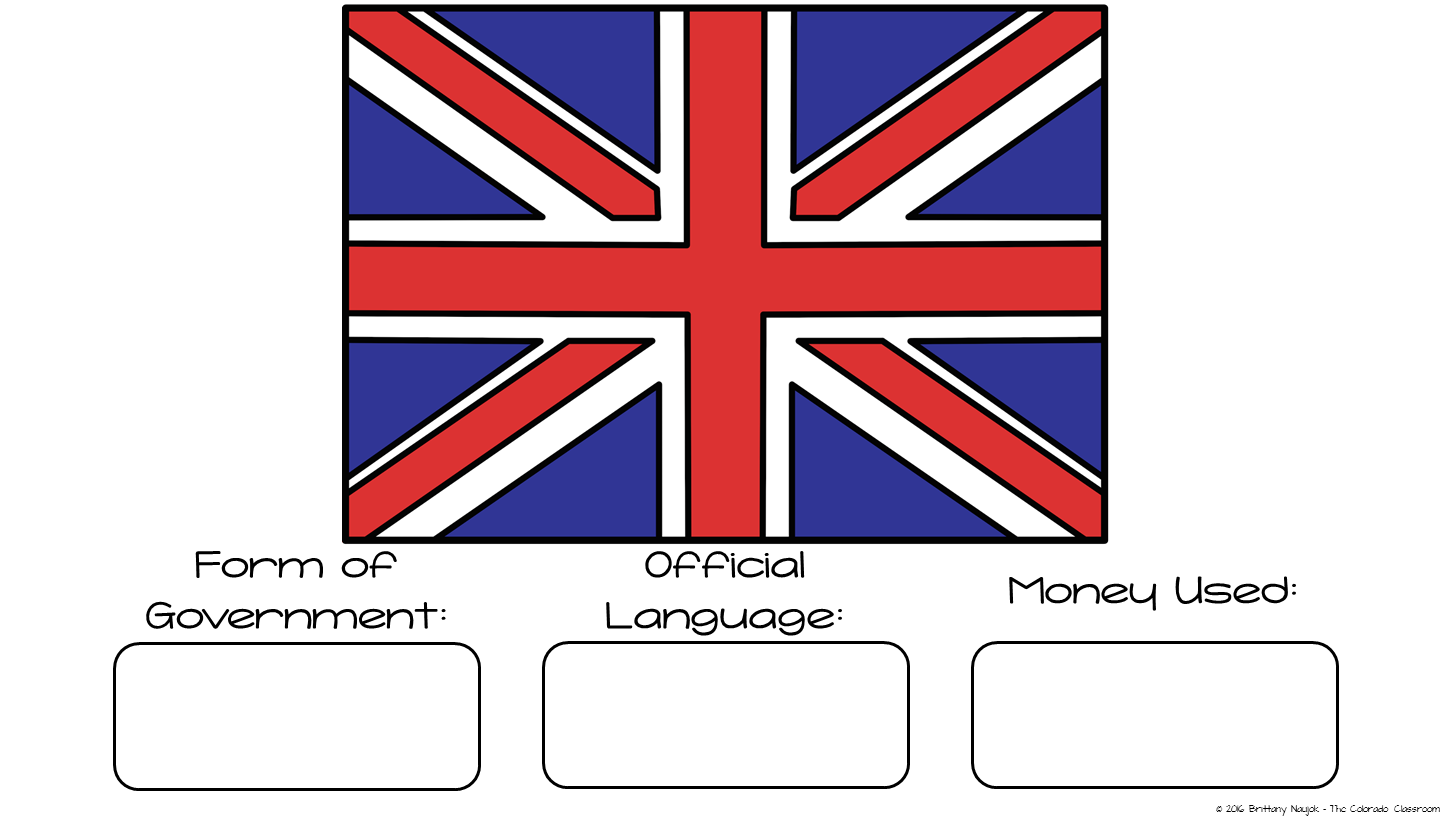 Form of
Government:
Official
Language:
Money Used:
© 2016 Brittany Naujok - The Colorado Classroom